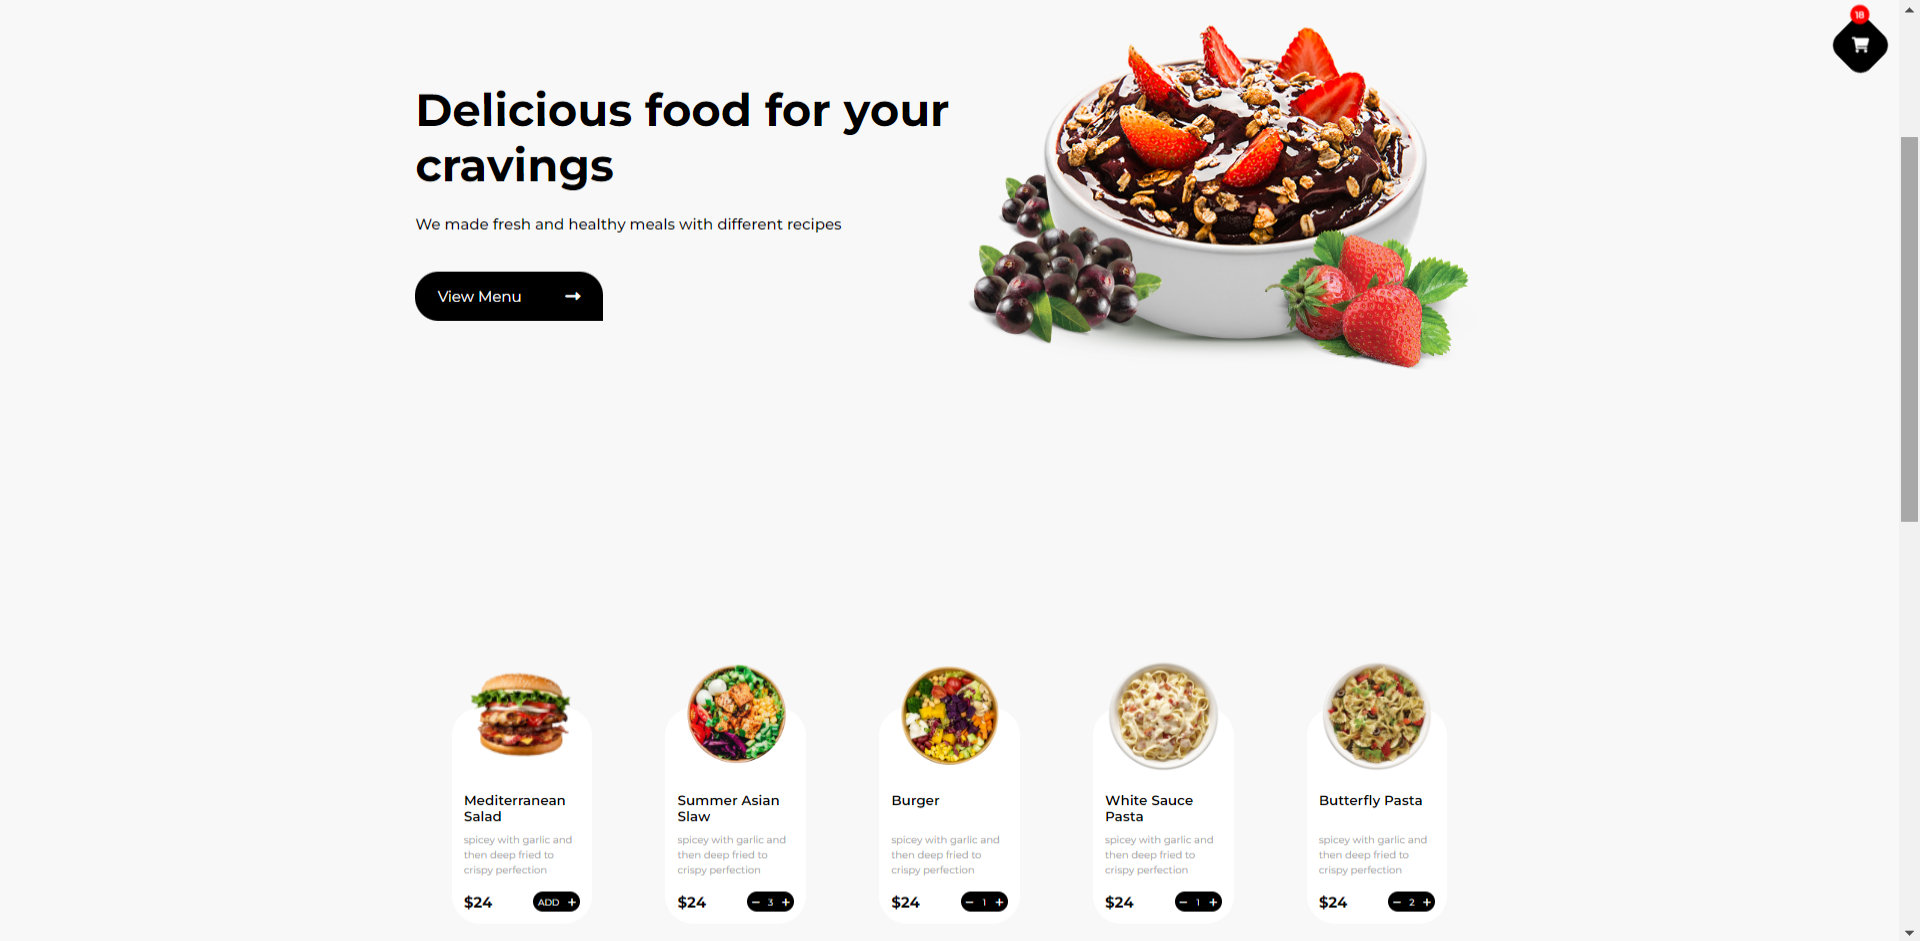 18
Delicious food for your
cravings
We made fresh and healthy meals with different recipes
View Menu
Mediterranean
Salad
spicey with garlic and
then deep fried to
crispy perfection
$24
ADD +
Summer Asian
Slaw
spicey with garlic and
then deep fried to
crispy perfection
$24
− 3 +
Burger
spicey with garlic and
then deep fried to
crispy perfection
$24
− 1 +
White Sauce
Pasta
spicey with garlic and
then deep fried to
crispy perfection
$24
− 1 +
Butterfly Pasta
spicey with garlic and
then deep fried to
crispy perfection
$24
− 2 +